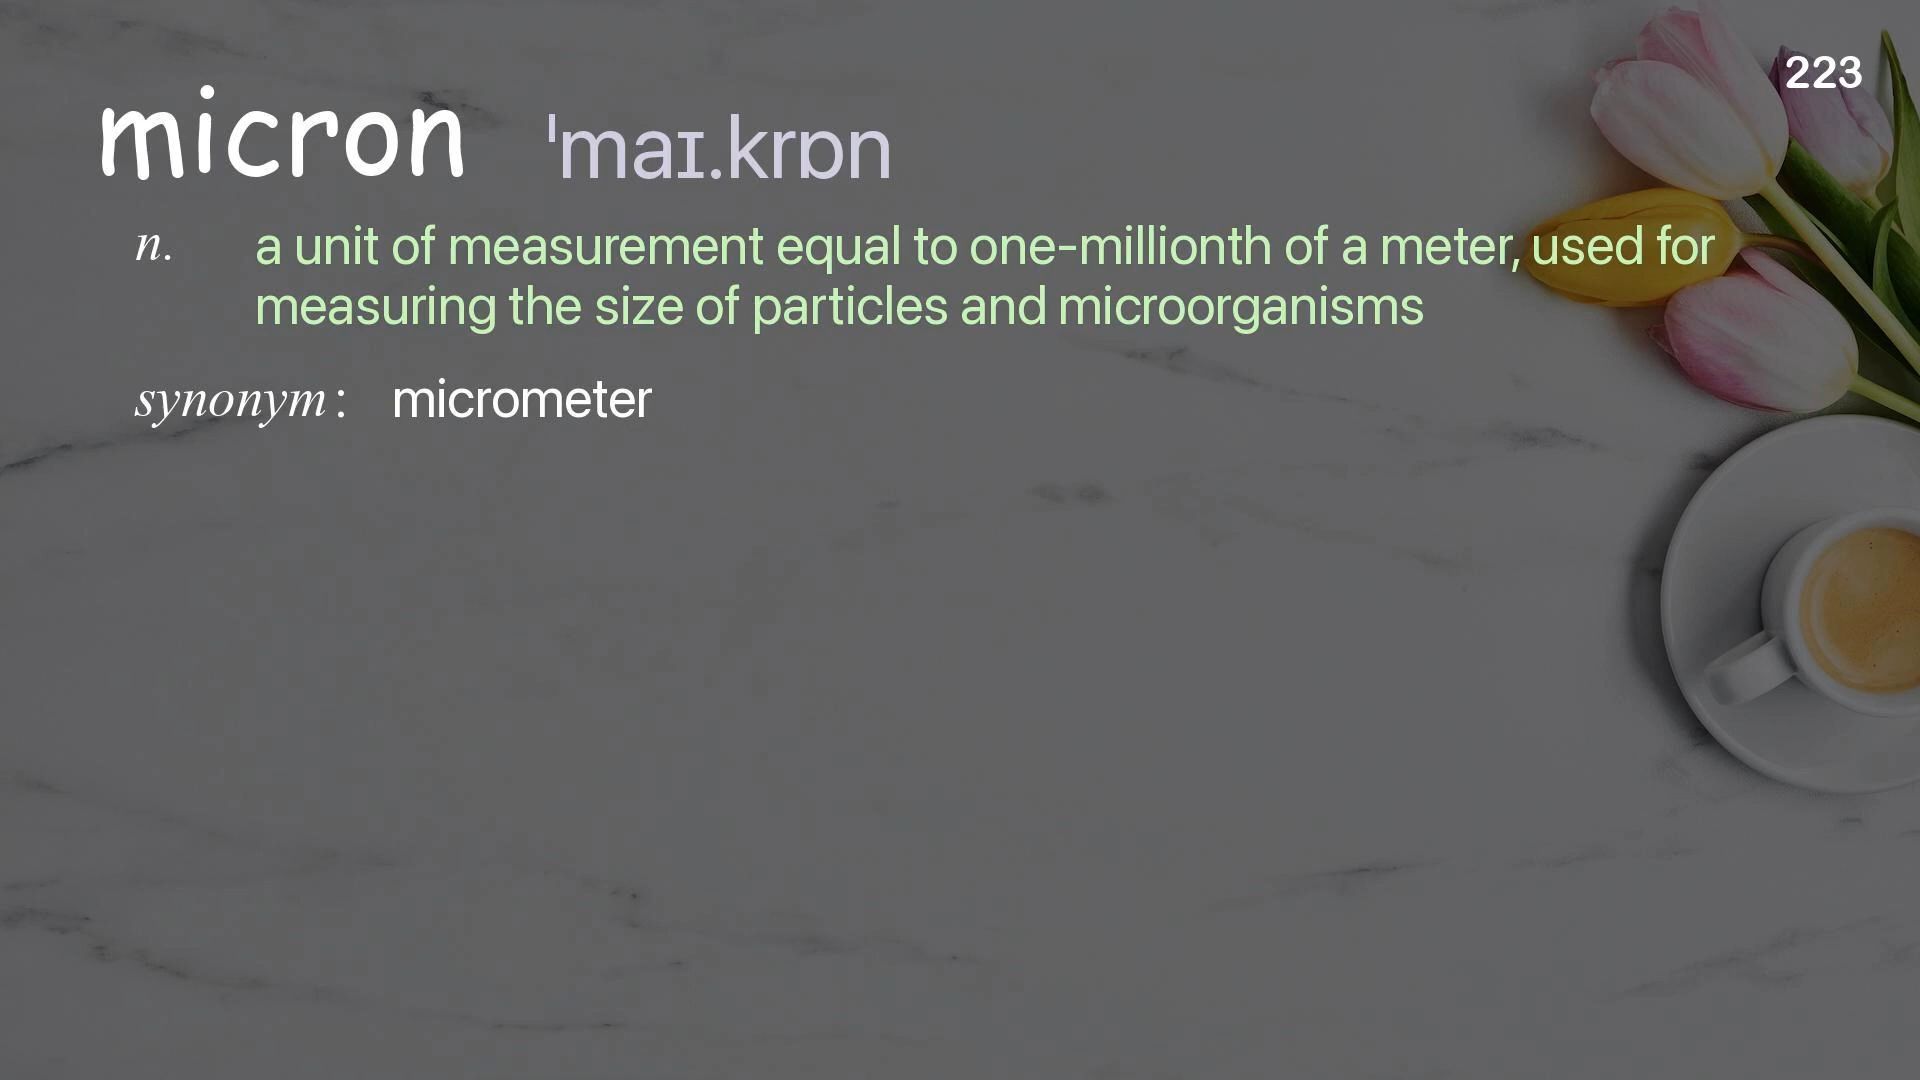 223
micron ˈmaɪ.krɒn
n. a unit of measurement equal to one-millionth of a meter, used for
measuring the size of particles and microorganisms
synonym : micrometer